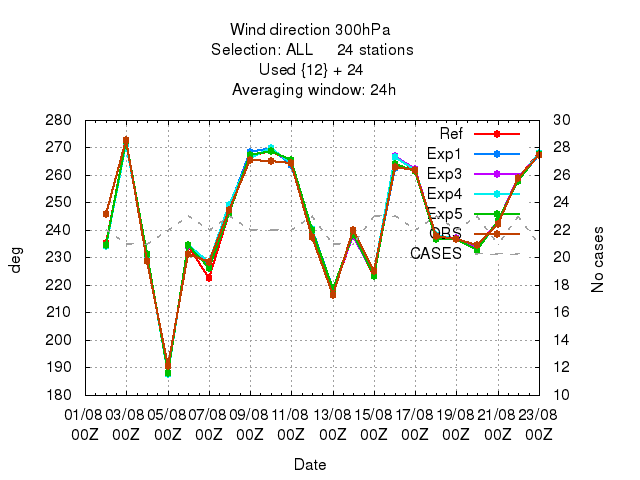 Wind direction 300hPa
Selection: ALL 24 stations
Used {12} + 24
Averaging window: 24h
280 30
270 28
260 26
250 24
240 22
230 20
220 18
210 16
200 14
190 12
180 10
deg
No cases
Ref
Exp1
Exp3
Exp4
Exp5
OBS
CASES
01/08 03/08 05/08 07/08 09/08 11/08 13/08 15/08 17/08 19/08 21/08 23/08
00Z 00Z 00Z 00Z 00Z 00Z 00Z 00Z 00Z 00Z 00Z 00Z
Date